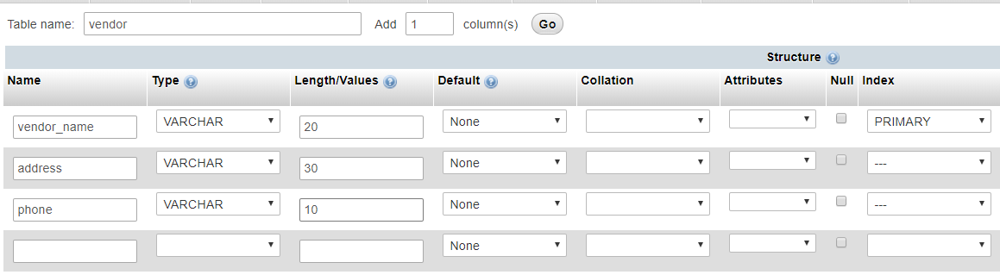 Table name: vendor Add 1 column(s) Go
Structure
Name Type Length/Values Default Collation Attributes Null Index
vendor_name VARCHAR 20 None PRIMARY
address VARCHAR 30 None ---
phone VARCHAR 10 None ---
None